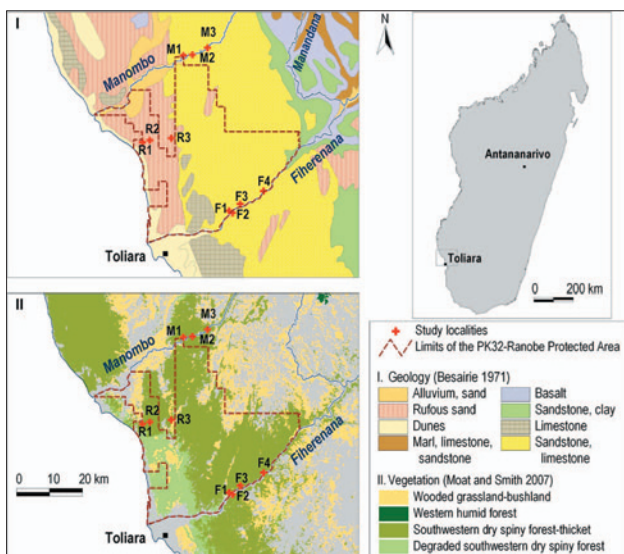 I
M3
M1
M2
Manombo
Manandana
R2
R3
R1
Fiherenana
F4
F3
F1
F2
Toliara
N
Antananarivo
Toliara
0 200 km
II
M3
M1
M2
Manombo
R2
R3
R1
Fiherenana
F4
F3
F1
F2
0 10 20 km
Toliara
Study localities
Limits of the PK32-Ranobe Protected Area
I. Geology (Besairie 1971)
Alluvium, sand
Rufous sand
Dunes
Marl, limestone,
sandstone
Basalt
Sandstone, clay
Limestone
Sandstone,
limestone
II. Vegetation (Moat and Smith 2007)
Wooded grassland-bushland
Western humid forest
Southwestern dry spiny forest-thicket
Degraded southwestern dry spiny forest